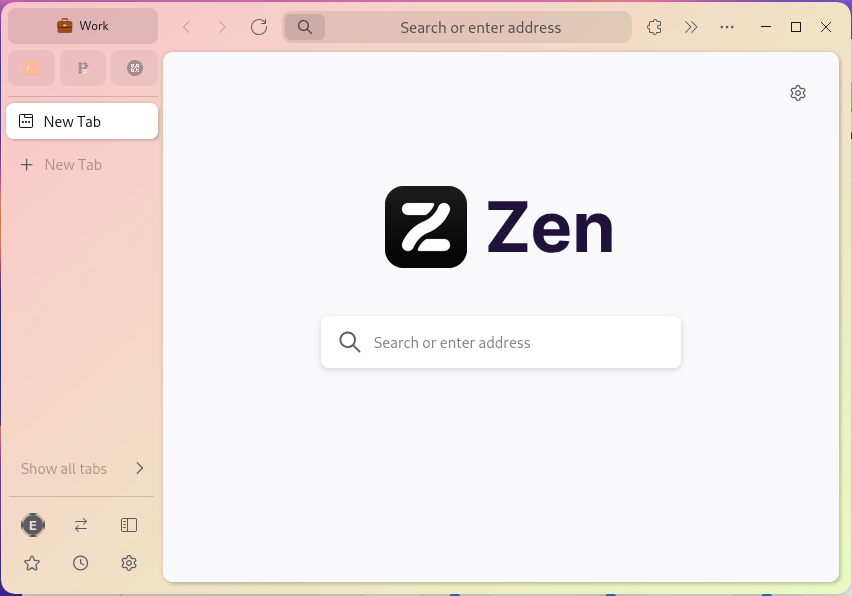 Work
Search or enter address
New Tab
New Tab
Zen
Search or enter address
Show all tabs
E